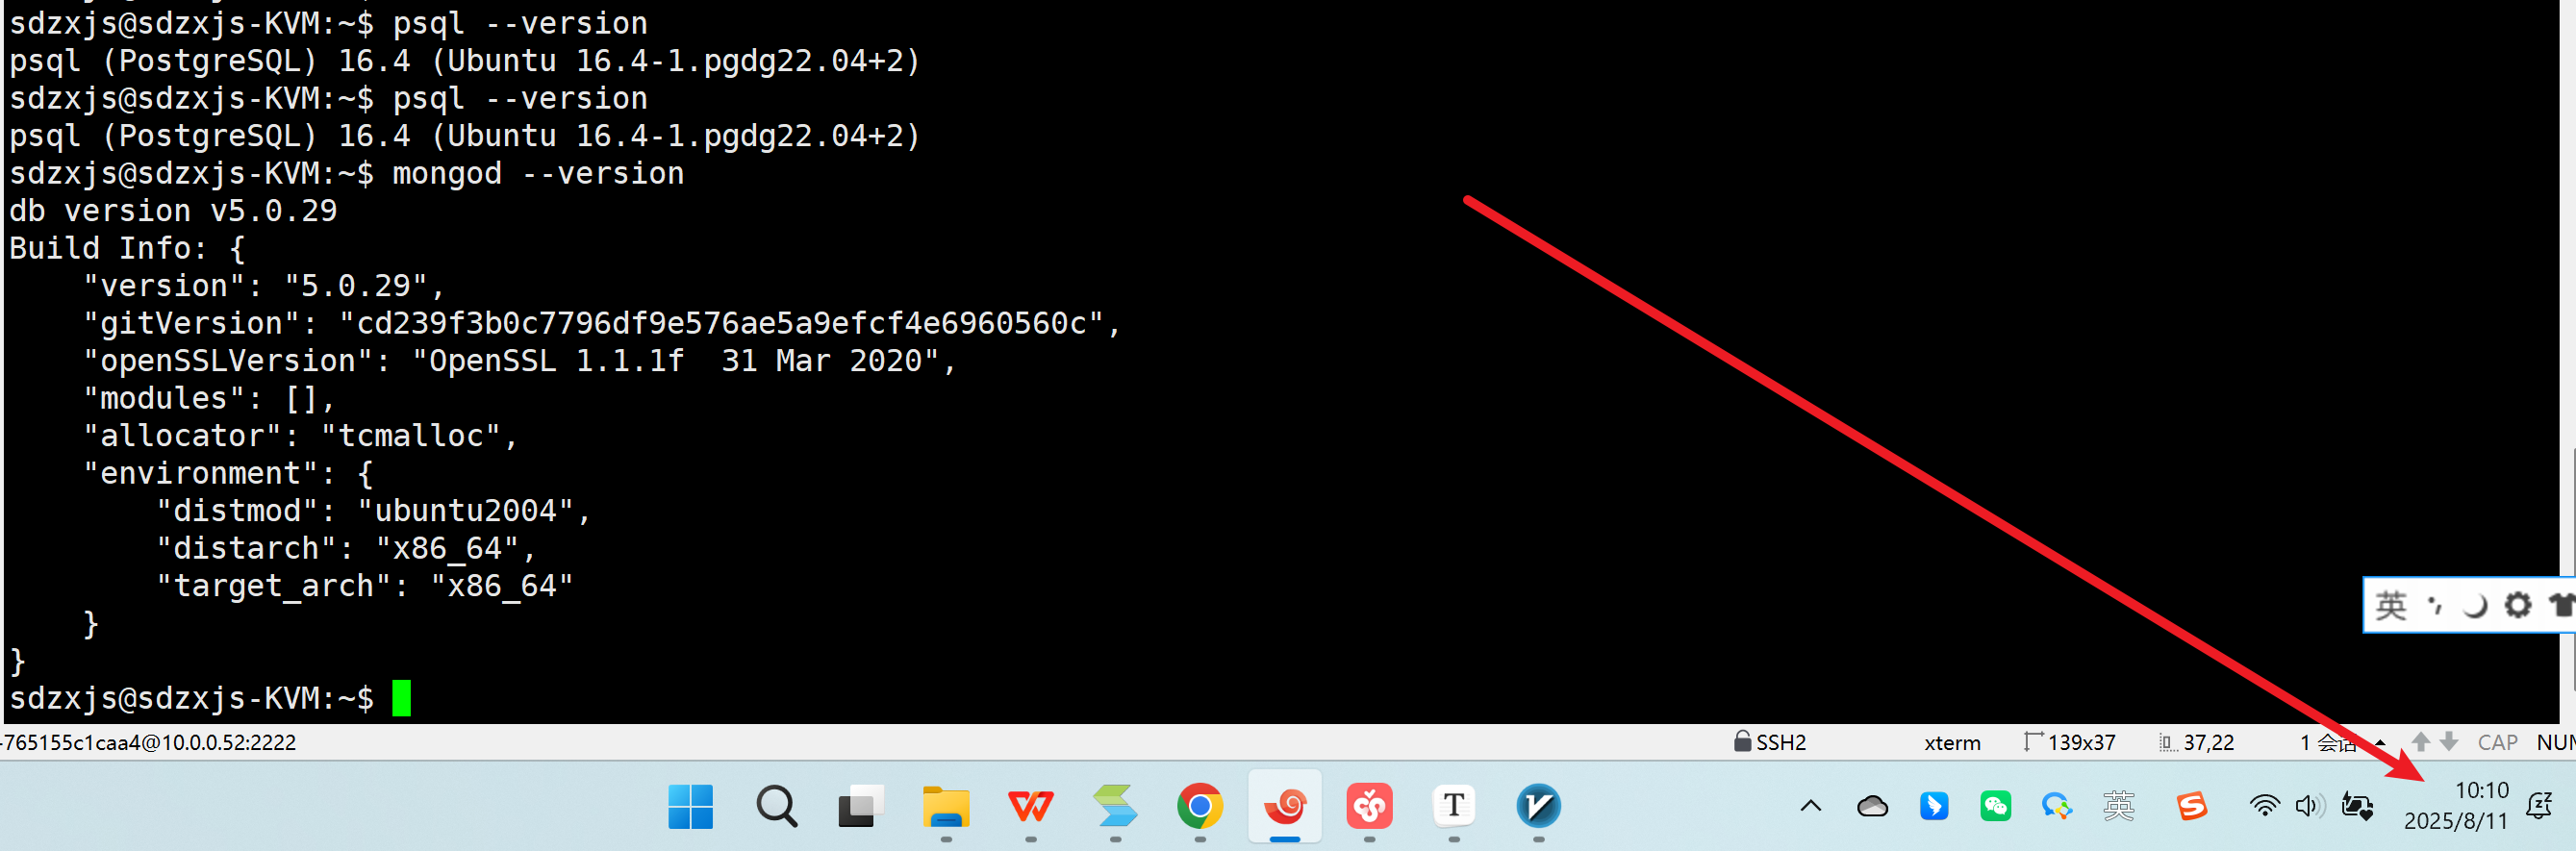 sdzxjs@sdzxjs-KVM:~$ psql --version
psql (PostgreSQL) 16.4 (Ubuntu 16.4-1.pgdg22.04+2)
sdzxjs@sdzxjs-KVM:~$ psql --version
psql (PostgreSQL) 16.4 (Ubuntu 16.4-1.pgdg22.04+2)
sdzxjs@sdzxjs-KVM:~$ mongod --version
db version v5.0.29
Build Info: {
    "version": "5.0.29",
    "gitVersion": "cd239f3b0c7796df9e576ae5a9efcf4e6960560c",
    "openSSLVersion": "OpenSSL 1.1.1f  31 Mar 2020",
    "modules": [],
    "allocator": "tcmalloc",
    "environment": {
        "distmod": "ubuntu2004",
        "distarch": "x86_64",
        "target_arch": "x86_64"
    }
}
sdzxjs@sdzxjs-KVM:~$
英
-765155c1caa4@10.0.0.52:2222 SSH2 xterm 139x37 37,22 1 会话 CAP NUM
英 10:10
2025/8/11